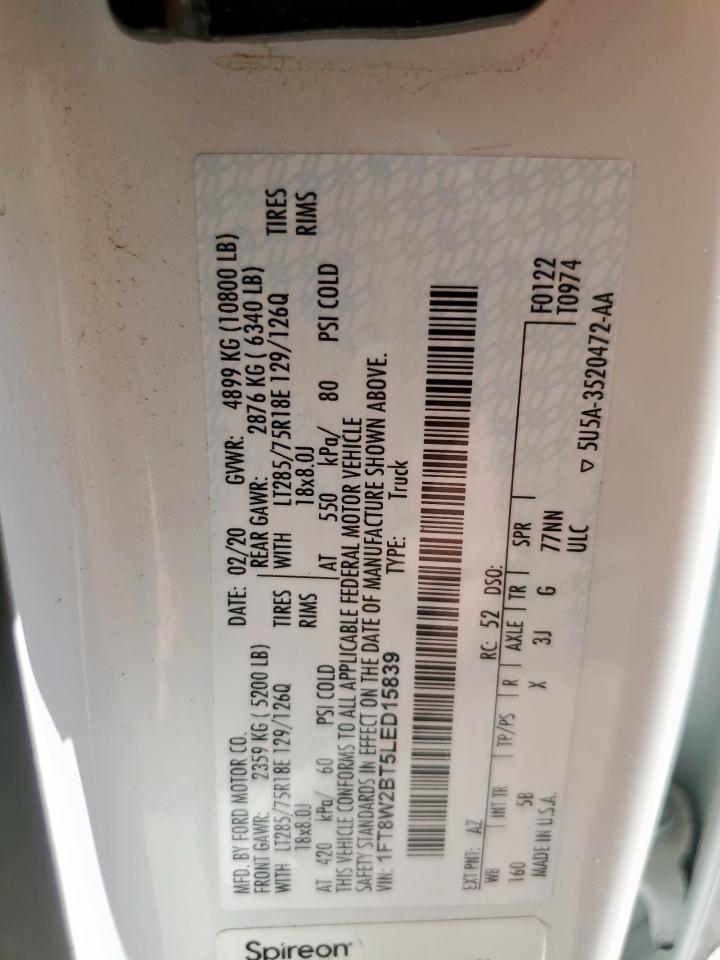 MFD. BY FORD MOTOR CO. DATE: 02/20 GVWR: 4899 KG (10800 LB)
FRONT GAWR: 2359 KG ( 5200 LB) REAR GAWR: 2876 KG ( 6340 LB)
WITH LT285/75R18E 129/126Q TIRES WITH LT285/75R18E 129/126Q TIRES
18x8.0J RIMS 18x8.0J RIMS
AT 420 kPa/ 60 PSI COLD AT 550 kPa/ 80 PSI COLD
THIS VEHICLE CONFORMS TO ALL APPLICABLE FEDERAL MOTOR VEHICLE
SAFETY STANDARDS IN EFFECT ON THE DATE OF MANUFACTURE SHOWN ABOVE.
VIN: 1FT8W2BT5LED15839 TYPE: Truck
EXT PNT: AZ RC: 52 DSO:
WB INT TR TP/PS R AXLE TR SPR F0122
160 5B X 3J G 77NN T0974
MADE IN U.S.A. ULC ▽ 5U5A-3520472-AA
Spireon